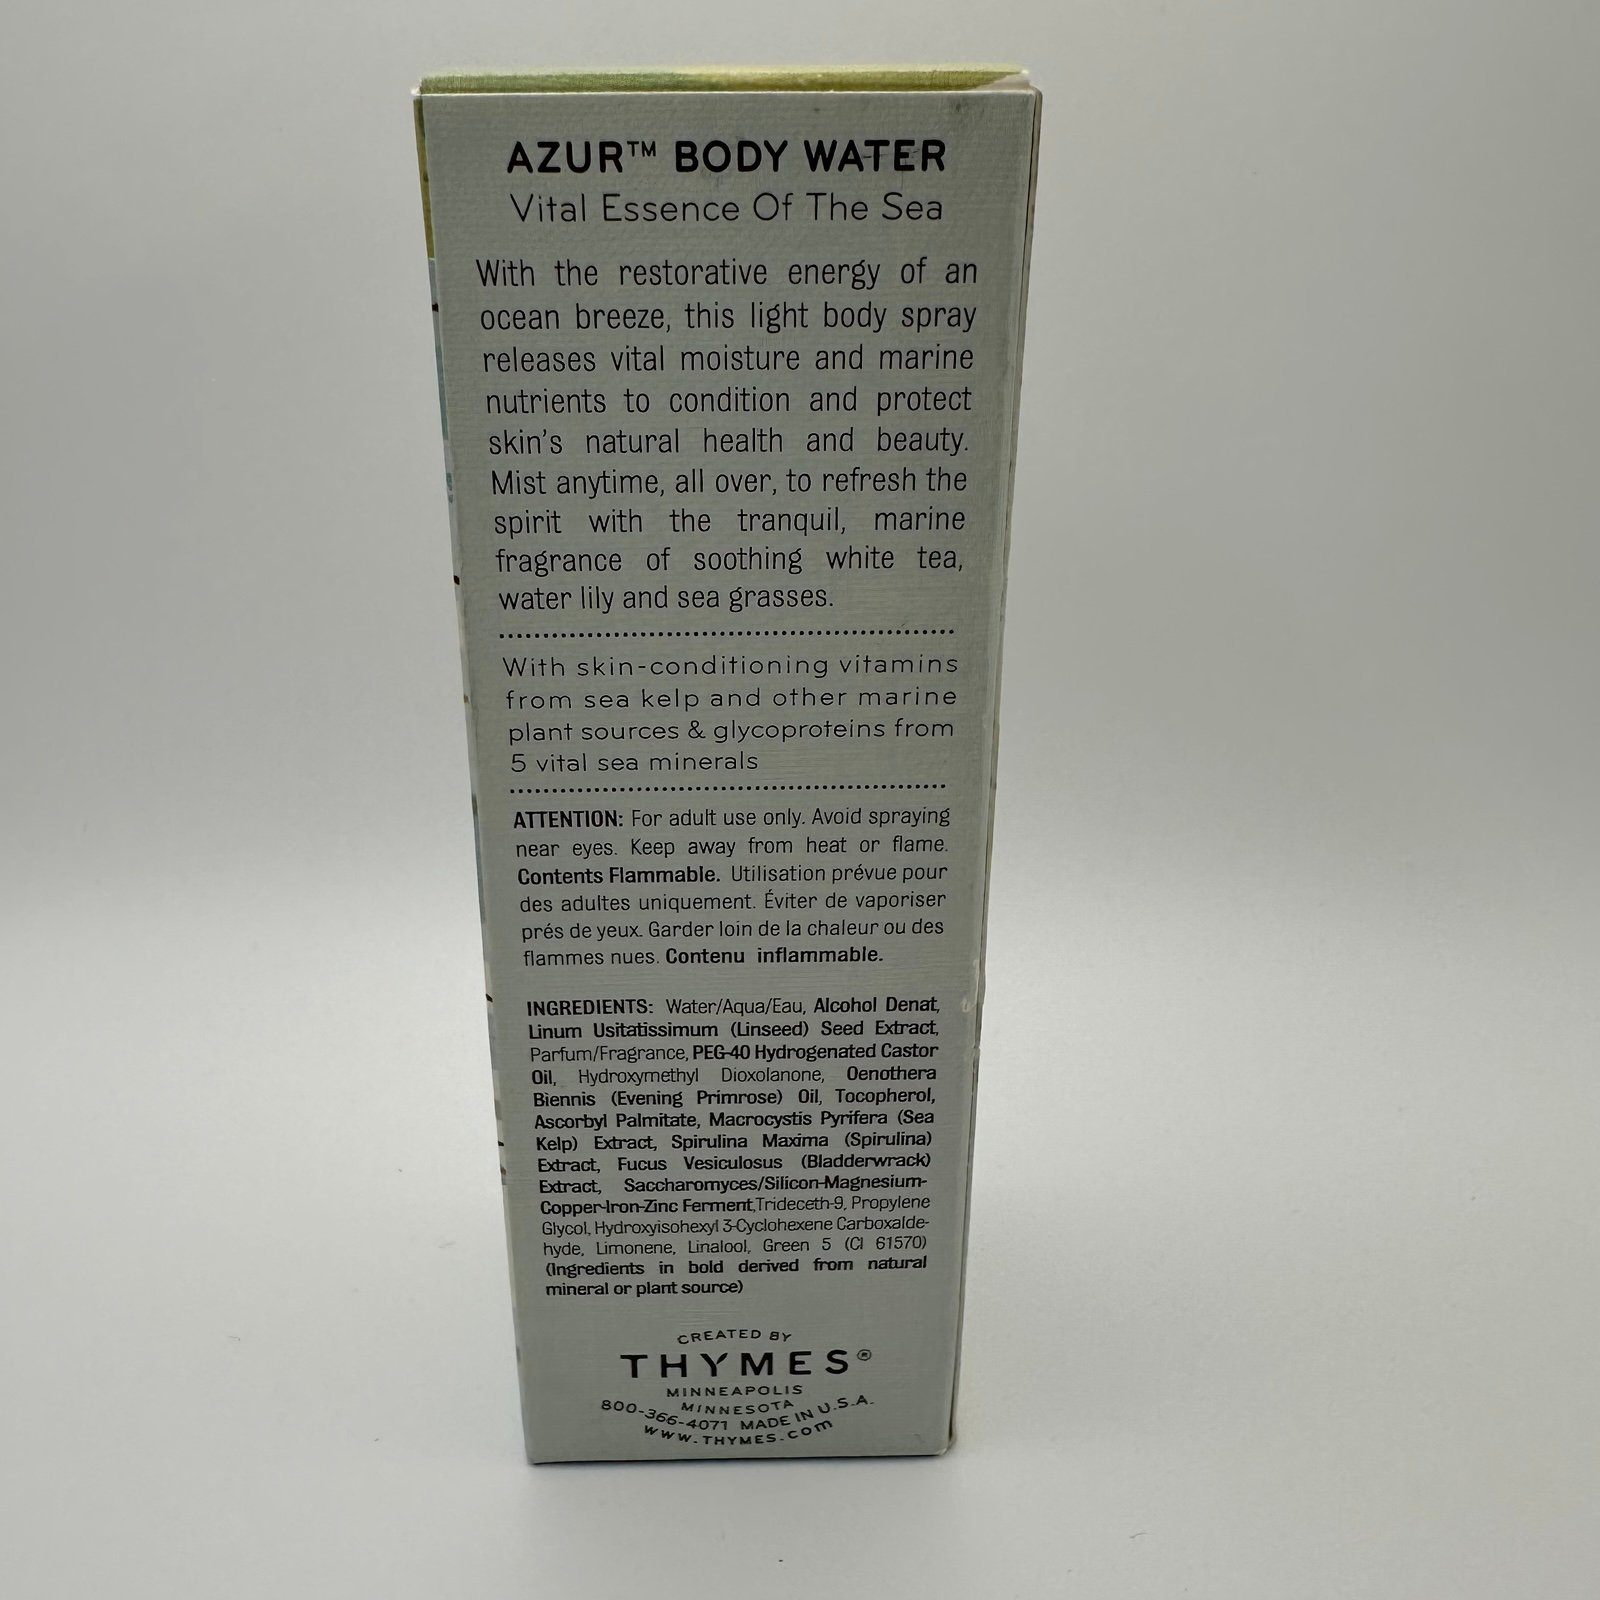 AZUR™ BODY WATER
Vital Essence Of The Sea
With the restorative energy of an
ocean breeze, this light body spray
releases vital moisture and marine
nutrients to condition and protect
skin's natural health and beauty.
Mist anytime, all over, to refresh the
spirit with the tranquil, marine
fragrance of soothing white tea,
water lily and sea grasses.
With skin-conditioning vitamins
from sea kelp and other marine
plant sources & glycoproteins from
5 vital sea minerals
ATTENTION: For adult use only. Avoid spraying
near eyes. Keep away from heat or flame.
Contents Flammable. Utilisation prévue pour
des adultes uniquement. Éviter de vaporiser
prés de yeux. Garder loin de la chaleur ou des
flammes nues. Contenu inflammable.
INGREDIENTS: Water/Aqua/Eau, Alcohol Denat,
Linum Usitatissimum (Linseed) Seed Extract,
Parfum/Fragrance, PEG-40 Hydrogenated Castor
Oil, Hydroxymethyl Dioxolanone, Oenothera
Biennis (Evening Primrose) Oil, Tocopherol,
Ascorbyl Palmitate, Macrocystis Pyrifera (Sea
Kelp) Extract, Spirulina Maxima (Spirulina)
Extract, Fucus Vesiculosus (Bladderwrack)
Extract, Saccharomyces/Silicon-Magnesium-
Copper-Iron-Zinc Ferment,Trideceth-9, Propylene
Glycol, Hydroxyisohexyl 3-Cyclohexene Carboxalde-
hyde, Limonene, Linalool, Green 5 (CI 61570)
(Ingredients in bold derived from natural
mineral or plant source)
CREATED BY
THYMES®
MINNEAPOLIS
MINNESOTA
800-366-4071 MADE IN U.S.A.
www.THYMES.com